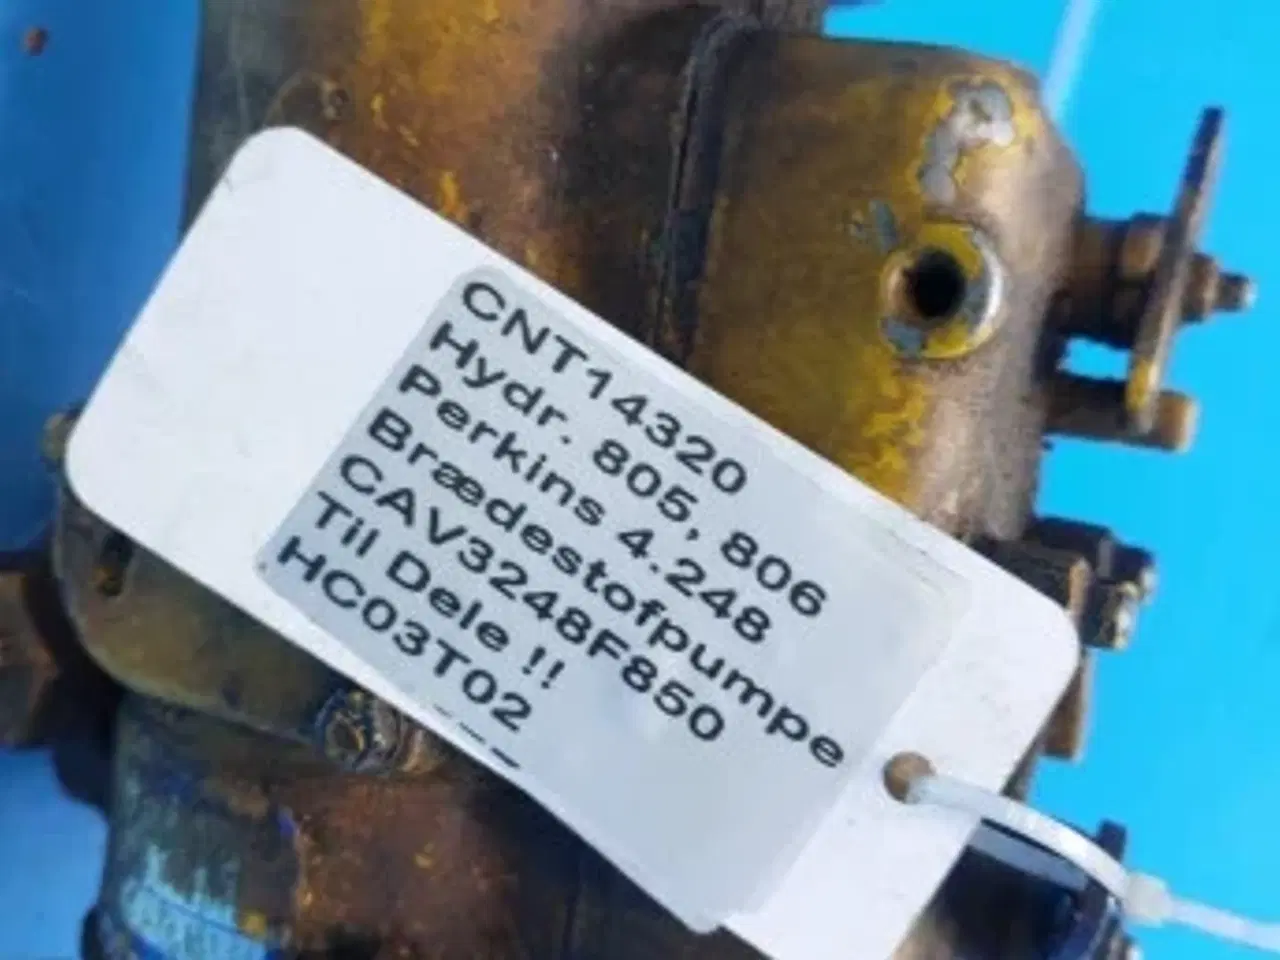 CNT14320
Hydr. 805, 806
Perkins 4.248
Brædestofpumpe
CAV3248F850
Til Dele !!
HC03T02